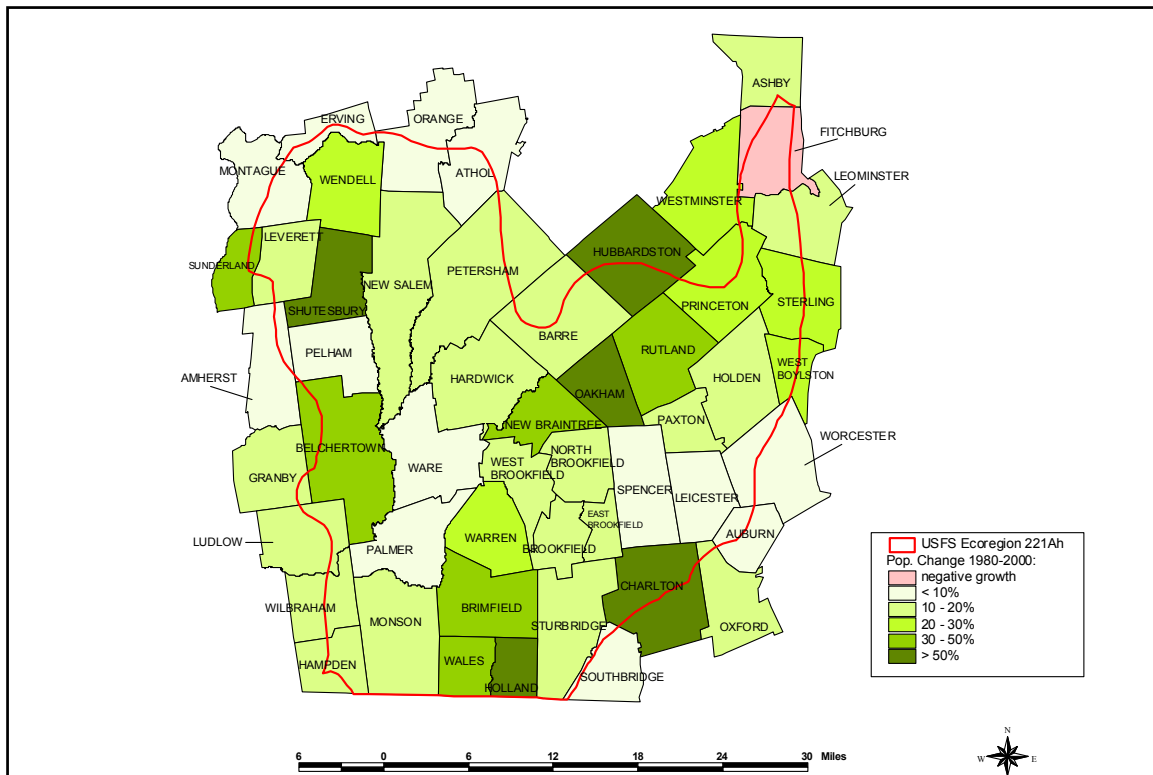 ASHBY
ERVING
ORANGE
FITCHBURG
MONTAGUE
ATHOL
LEOMINSTER
WENDELL
WESTMINSTER
LEVERETT
HUBBARDSTON
SUNDERLAND
PETERSHAM
NEW SALEM
PRINCETON
STERLING
SHUTESBURY
BARRE
RUTLAND
PELHAM
WEST
BOYLSTON
AMHERST
HARDWICK
HOLDEN
OAKHAM
PAXTON
NEW BRAINTREE
WORCESTER
BELCHERTOWN
NORTH
BROOKFIELD
WEST
BROOKFIELD
WARE
GRANBY
SPENCER
LEICESTER
EAST
BROOKFIELD
AUBURN
LUDLOW
PALMER
WARREN
BROOKFIELD
CHARLTON
WILBRAHAM
BRIMFIELD
MONSON
STURBRIDGE
OXFORD
HAMPDEN
WALES
SOUTHBRIDGE
HOLLAND
USFS Ecoregion 221Ah
Pop. Change 1980-2000:
negative growth
< 10%
10 - 20%
20 - 30%
30 - 50%
> 50%
6 0 6 12 18 24 30 Miles
N
W E
S